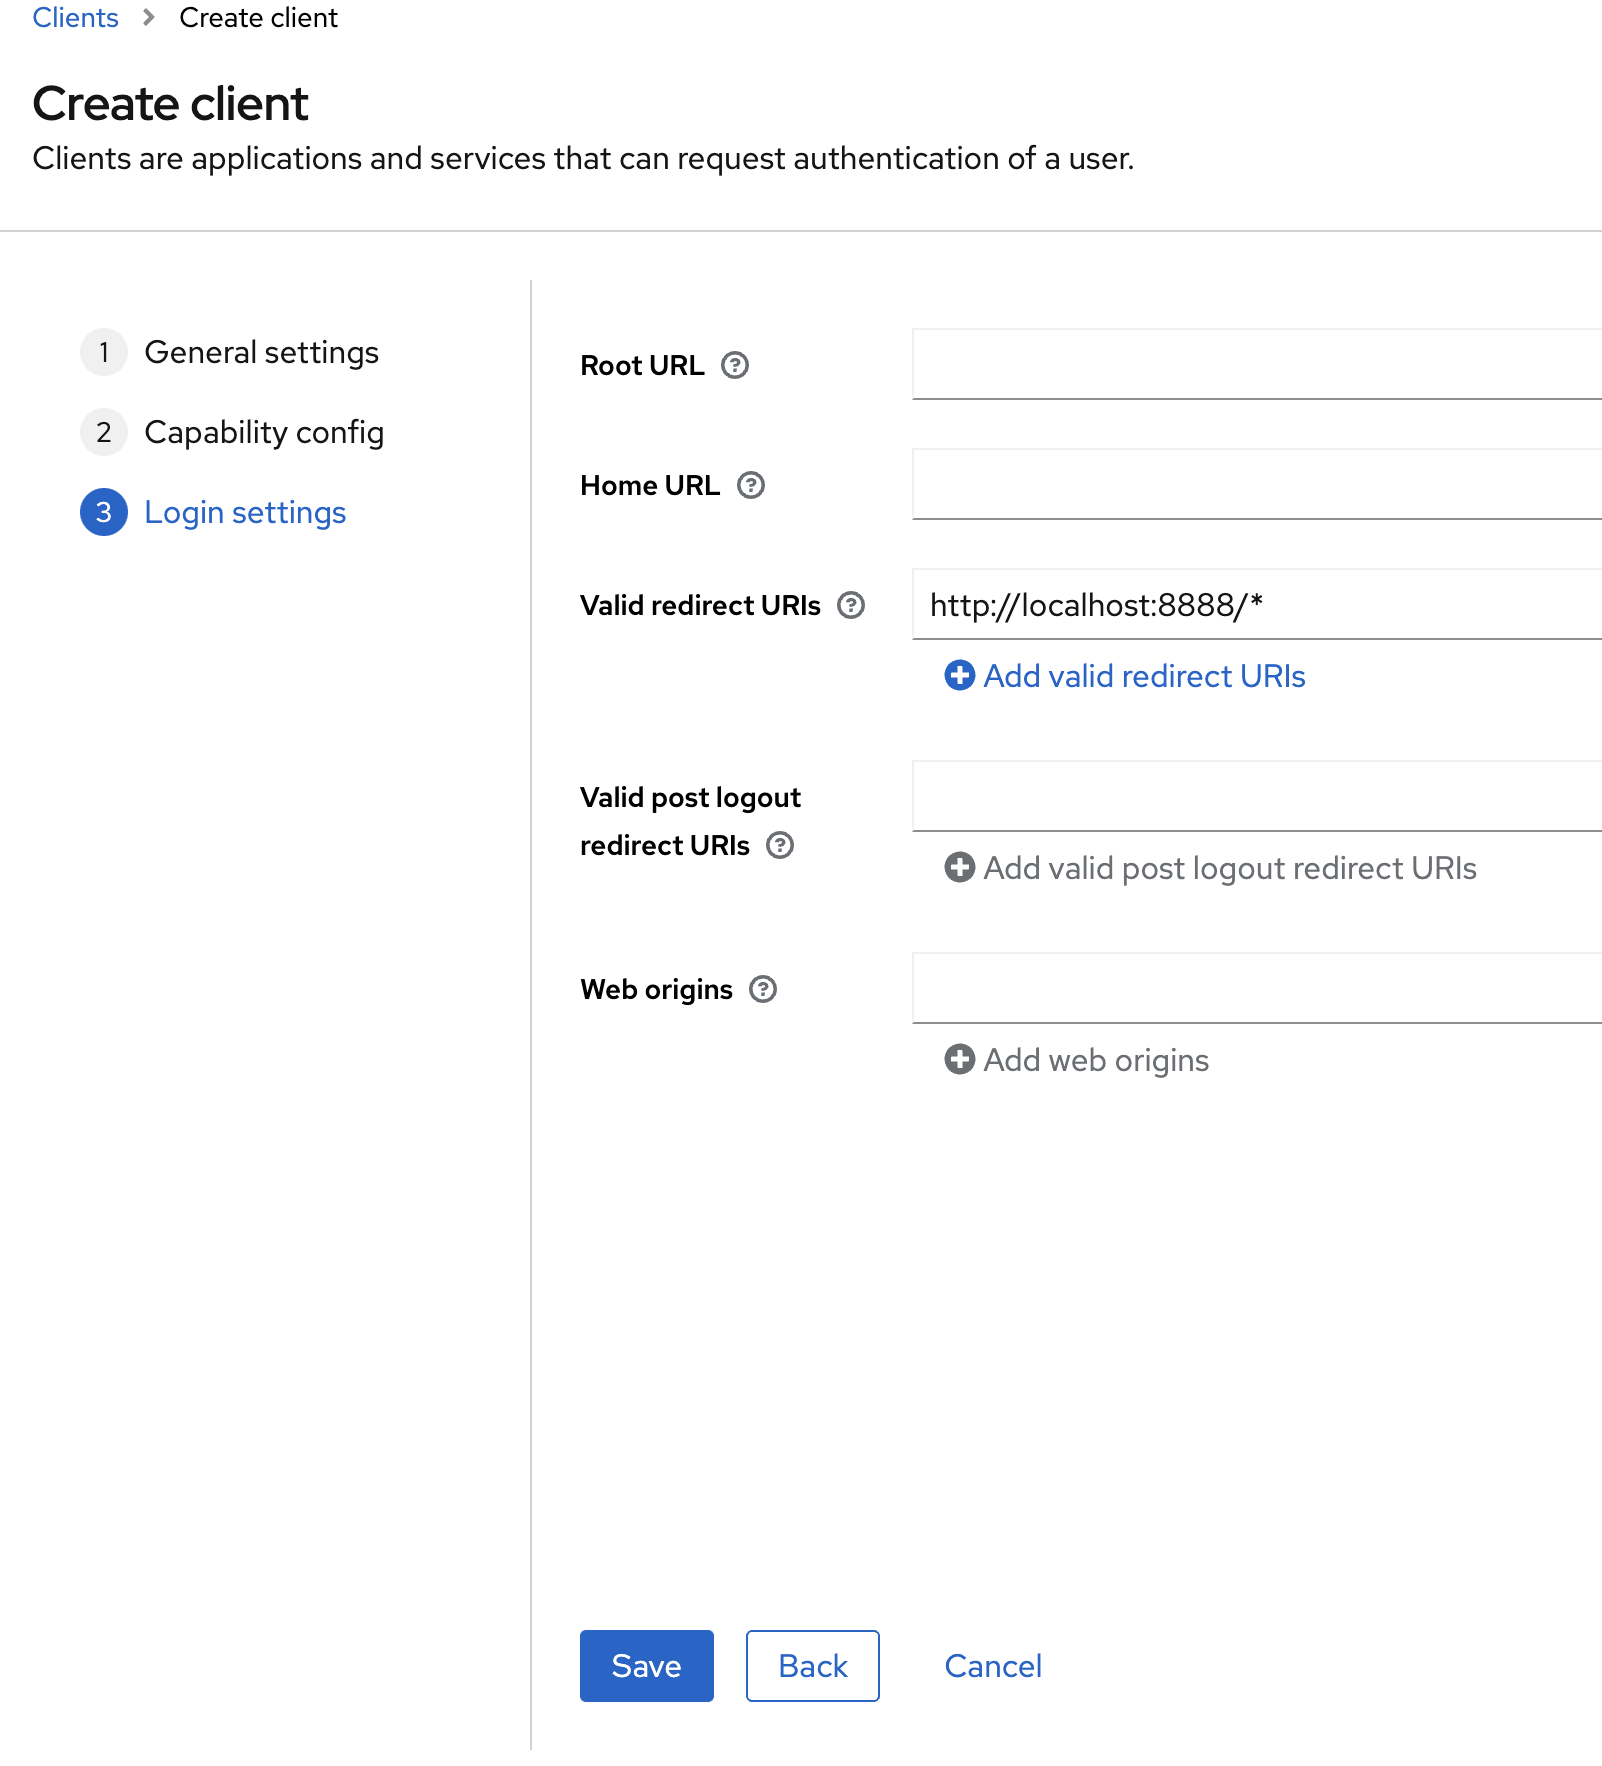 Clients > Create client
Create client
Clients are applications and services that can request authentication of a user.
1 General settings
2 Capability config
3 Login settings
Root URL
Home URL
Valid redirect URIs http://localhost:8888/*
Add valid redirect URIs
Valid post logout
redirect URIs
Add valid post logout redirect URIs
Web origins
Add web origins
Save Back Cancel